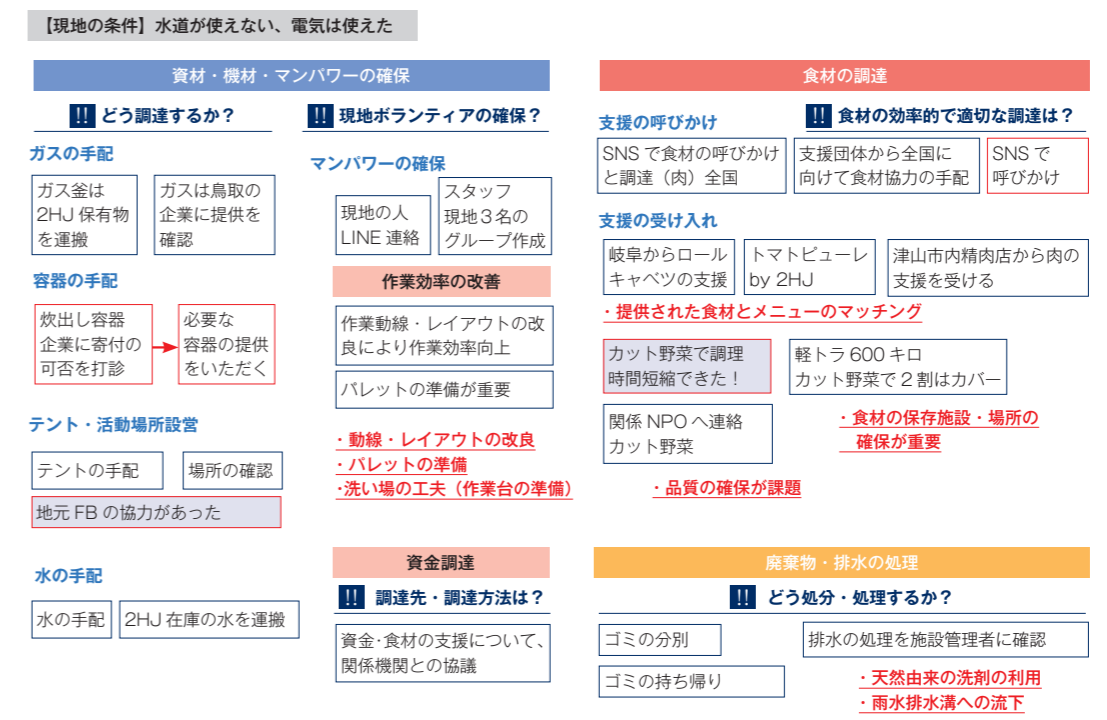 【現地の条件】水道が使えない、電気は使えた
資材・機材・マンパワーの確保
!! どう調達するか？
ガスの手配
ガス釜は
2HJ 保有物
を運搬
ガスは鳥取の
企業に提供を
確認
容器の手配
炊出し容器
企業に寄付の
可否を打診
必要な
容器の提供
をいただく
テント・活動場所設営
テントの手配
場所の確認
地元 FB の協力があった
水の手配
水の手配
2HJ 在庫の水を運搬
!! 現地ボランティアの確保？
マンパワーの確保
現地の人
LINE 連絡
スタッフ
現地３名の
グループ作成
作業効率の改善
作業動線・レイアウトの改
良により作業効率向上
パレットの準備が重要
・動線・レイアウトの改良
・パレットの準備
・洗い場の工夫（作業台の準備）
資金調達
!! 調達先・調達方法は？
資金・食材の支援について、
関係機関との協議
食材の調達
!! 食材の効率的で適切な調達は？
支援の呼びかけ
SNS で食材の呼びかけ
と調達（肉）全国
支援団体から全国に
向けて食材協力の手配
SNS で
呼びかけ
支援の受け入れ
岐阜からロール
キャベツの支援
トマトピューレ
by 2HJ
津山市内精肉店から肉の
支援を受ける
・提供された食材とメニューのマッチング
カット野菜で調理
時間短縮できた！
軽トラ 600 キロ
カット野菜で２割はカバー
関係 NPO へ連絡
カット野菜
・食材の保存施設・場所の
確保が重要
・品質の確保が課題
廃棄物・排水の処理
!! どう処分・処理するか？
ゴミの分別
排水の処理を施設管理者に確認
ゴミの持ち帰り
・天然由来の洗剤の利用
・雨水排水溝への流下